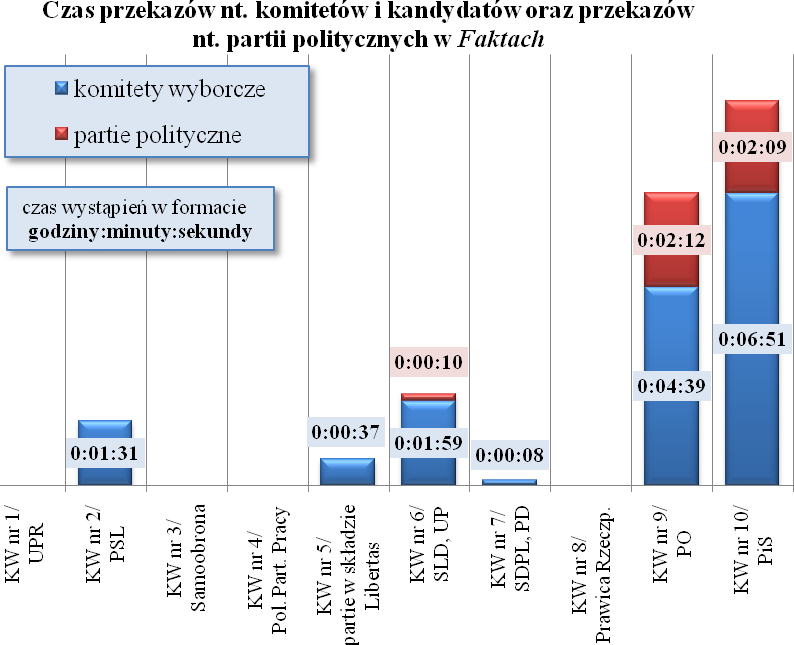 Czas przekazów nt. komitetów i kandydatów oraz przekazów
nt. partii politycznych w Faktach
komitety wyborcze
partie polityczne
czas wystąpień w formacie
godziny:minuty:sekundy
0:01:31
0:00:37
0:00:10
0:01:59
0:00:08
0:02:12
0:04:39
0:02:09
0:06:51
KW nr 1/
UPR
KW nr 2/
PSL
KW nr 3/
Samoobrona
KW nr 4/
Pol. Part. Pracy
KW nr 5/
partie w składzie
Libertas
KW nr 6/
SLD, UP
KW nr 7/
SDPL, PD
KW nr 8/
Prawica Rzeczp.
KW nr 9/
PO
KW nr 10/
PiS